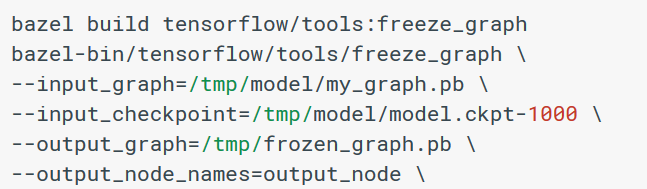 bazel build tensorflow/tools:freeze_graph
bazel-bin/tensorflow/tools/freeze_graph \
--input_graph=/tmp/model/my_graph.pb \
--input_checkpoint=/tmp/model/model.ckpt-1000 \
--output_graph=/tmp/frozen_graph.pb \
--output_node_names=output_node \